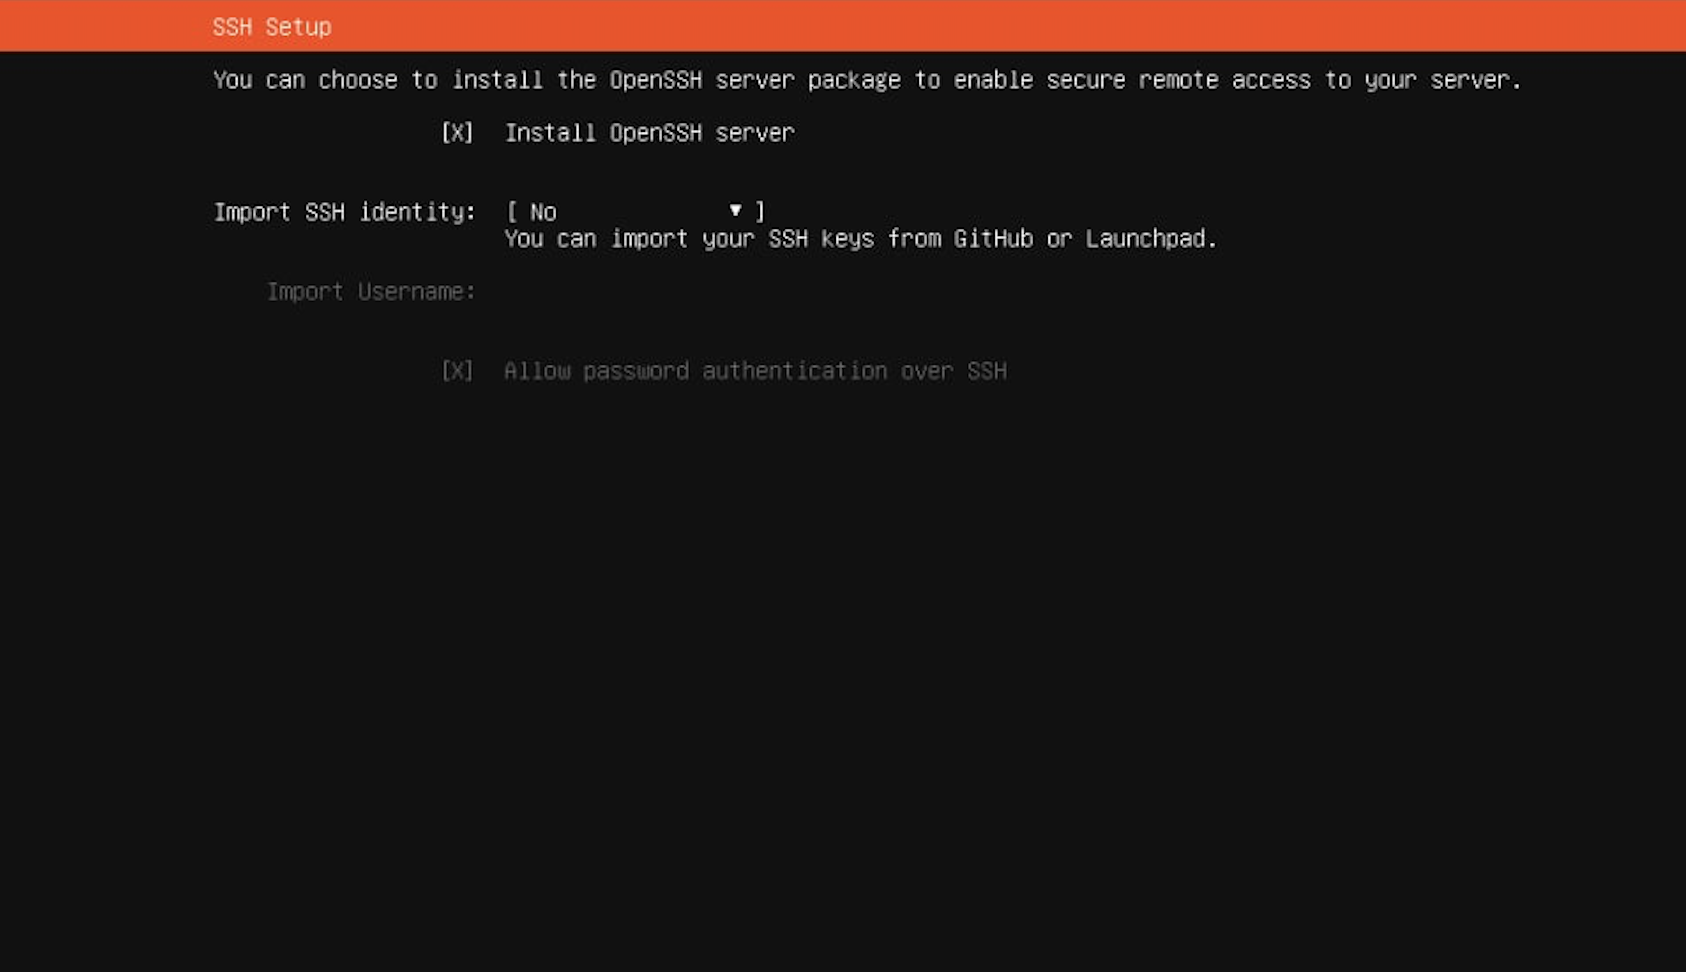 SSH Setup
You can choose to install the OpenSSH server package to enable secure remote access to your server.
[X] Install OpenSSH server
Import SSH identity: [ No ▼ ]
You can import your SSH keys from GitHub or Launchpad.
Import Username:
[X] Allow password authentication over SSH